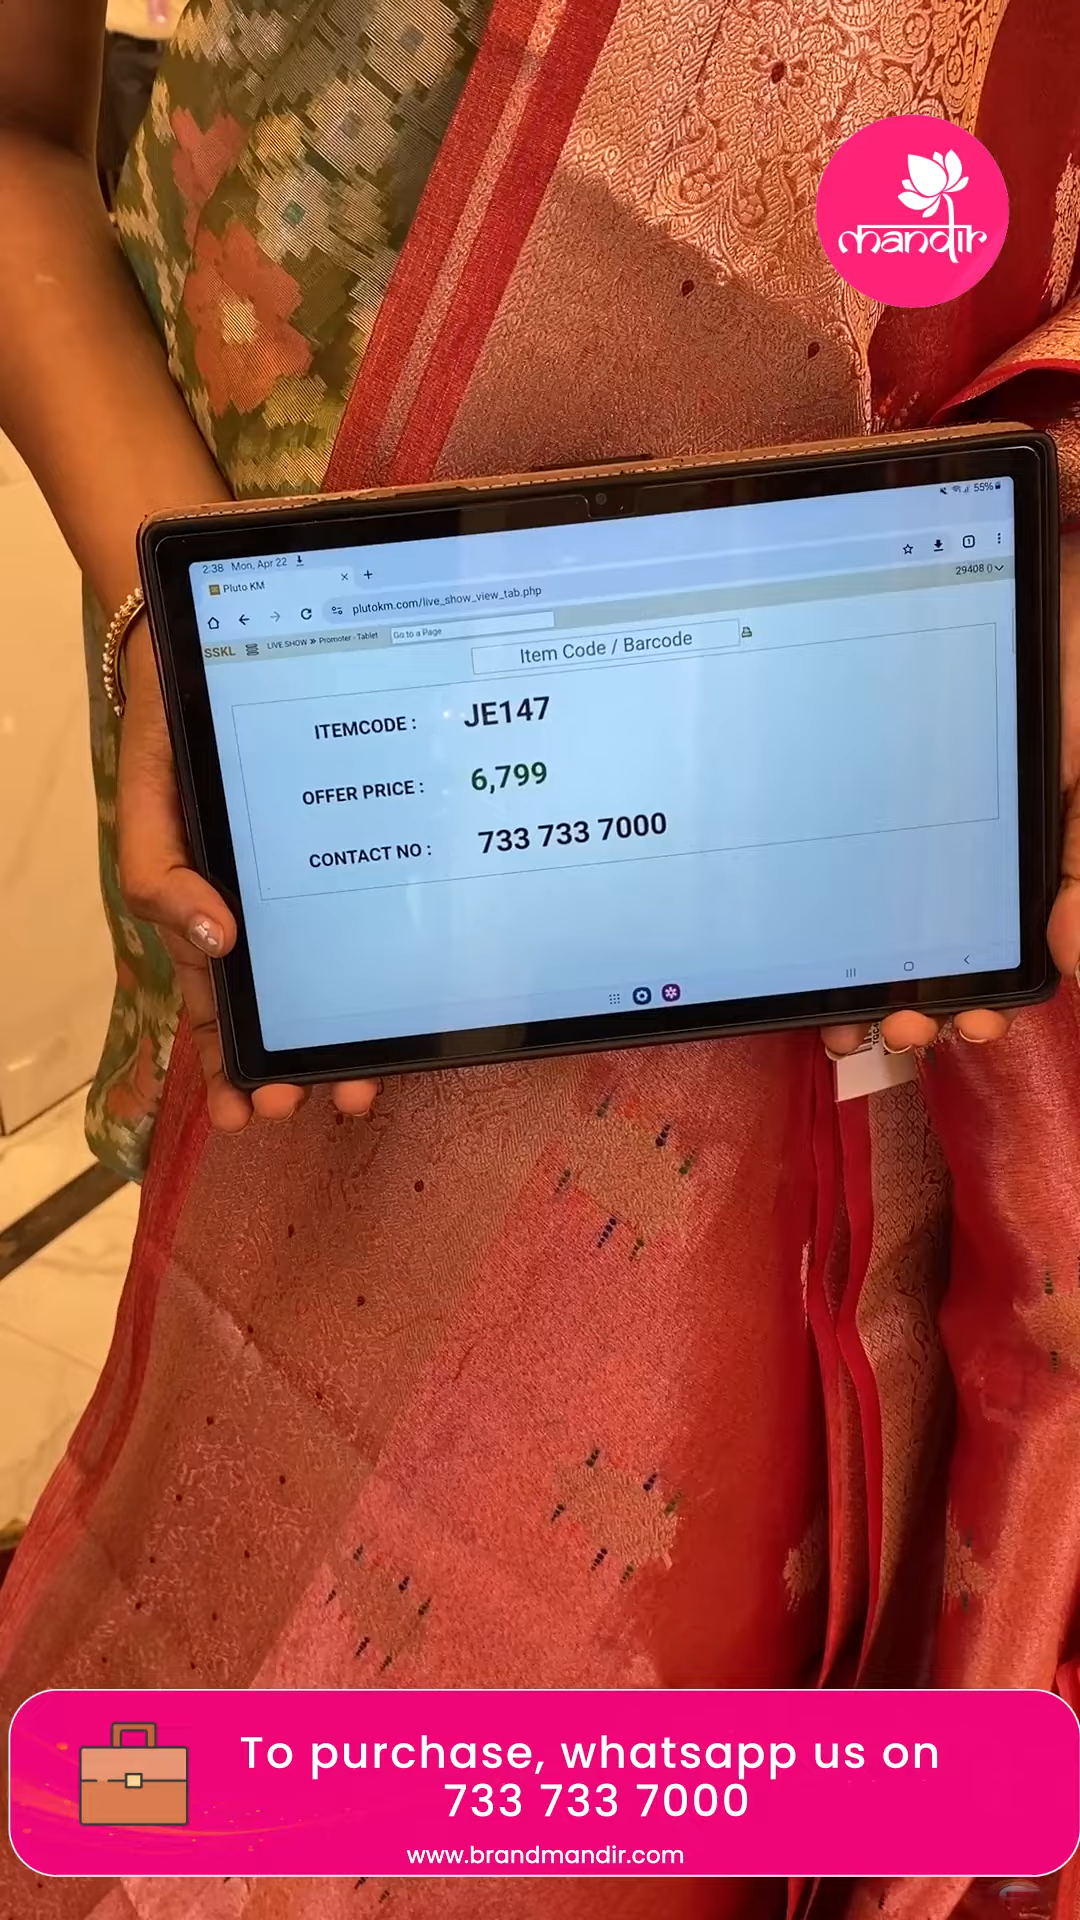 mandir
2:38 Mon, Apr 22
55%
Pluto KM
plutokm.com/live_show_view_tab.php
29408 ()
SSKL
LIVE SHOW » Promoter - Tablet
Go to a Page
Item Code / Barcode
ITEMCODE : JE147
OFFER PRICE : 6,799
CONTACT NO : 733 733 7000
To purchase, whatsapp us on
733 733 7000
www.brandmandir.com